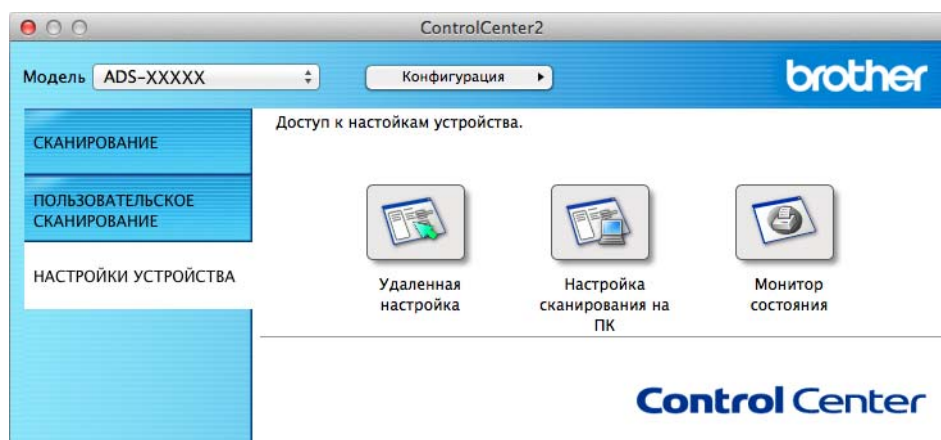 ControlCenter2
Модель ADS-XXXXX Конфигурация brother
СКАНИРОВАНИЕ
ПОЛЬЗОВАТЕЛЬСКОЕ
СКАНИРОВАНИЕ
НАСТРОЙКИ УСТРОЙСТВА
Доступ к настойкам устройства.
Удаленная
настройка
Настройка
сканирования на
ПК
Монитор
состояния
Control Center